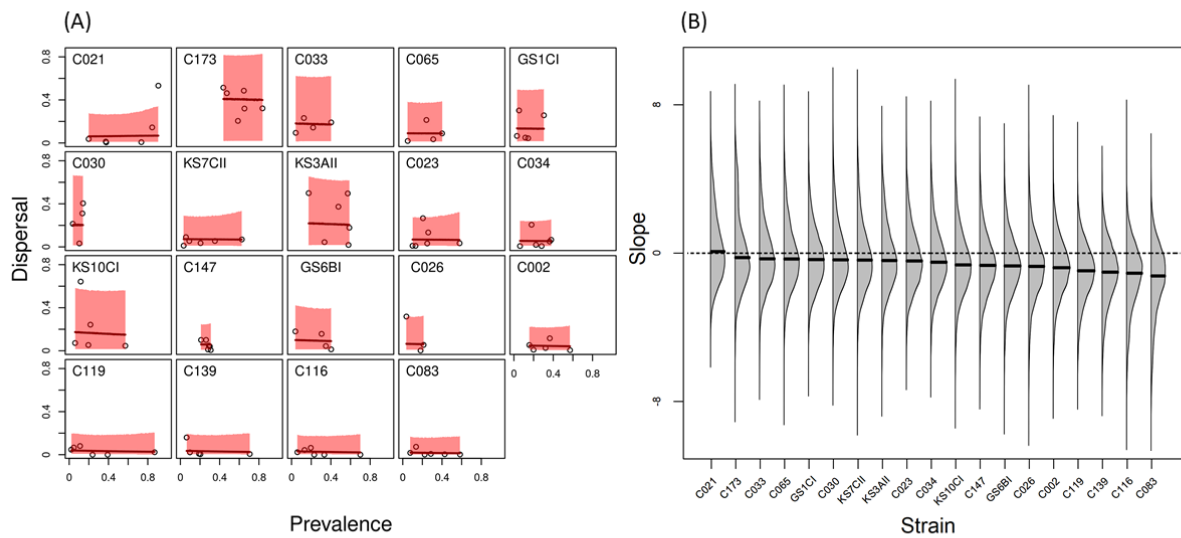 (A)
(B)
C021 C173 C033 C065 GS1CI
C030 KS7CII KS3AII C023 C034
KS10CI C147 GS6BI C026 C002
C119 C139 C116 C083
0.8
0.4
0
0.8
0.4
0
0.8
0.4
0
0.8
0.4
0
0 0.4 0.8
0 0.4 0.8
0 0.4 0.8
0 0.4 0.8
0 0.4 0.8
Dispersal
Prevalence
8
0
-8
Slope
C021 C173 C033 C065 GS1CI C030 KS7CII KS3AII C023 C034 KS10CI C147 GS6BI C026 C002 C119 C139 C116 C083
Strain